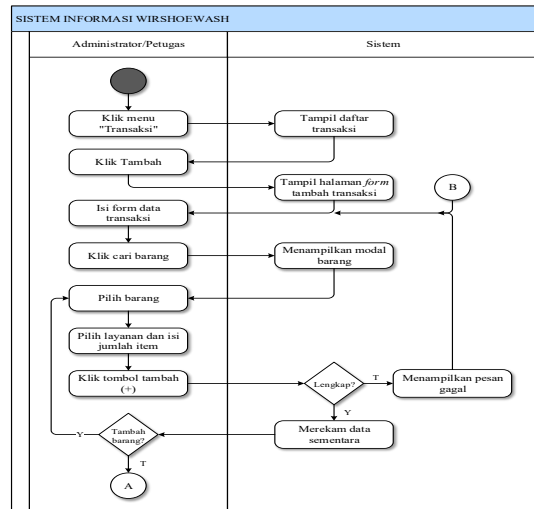 SISTEM INFORMASI WIRSHOEWASH
Administrator/Petugas
Sistem
Klik menu
"Transaksi"
Tampil daftar
transaksi
Klik Tambah
Tampil halaman form
tambah transaksi
B
Isi form data
transaksi
Klik cari barang
Menampilkan modal
barang
Pilih barang
Pilih layanan dan isi
jumlah item
Klik tombol tambah
(+)
Lengkap?
T
Menampilkan pesan
gagal
Y
Merekam data
sementara
Tambah
barang?
Y
T
A